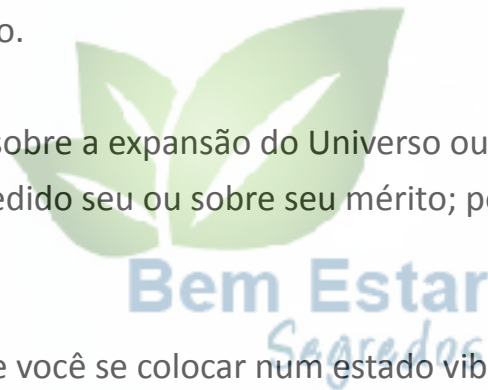 o.
sobre a expansão do Universo ou
edido seu ou sobre seu mérito; p
Bem Estar
Segredos
e você se colocar num estado vib